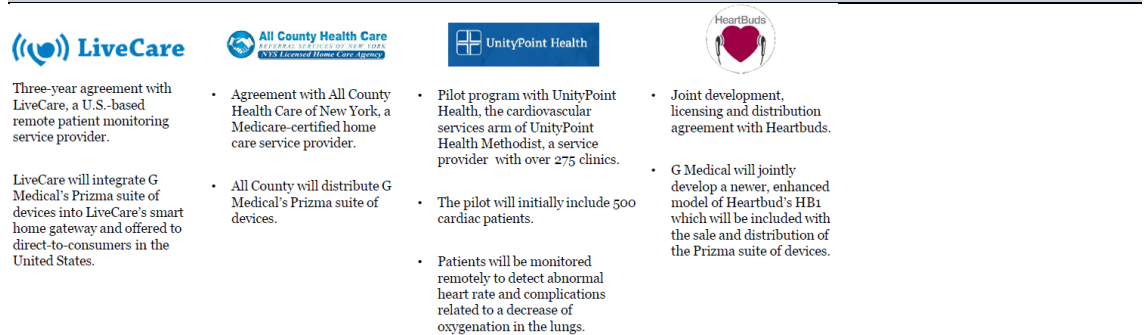 LiveCare
Three-year agreement with
LiveCare, a U.S.-based
remote patient monitoring
service provider.
LiveCare will integrate G
Medical's Prizma suite of
devices into LiveCare's smart
home gateway and offered to
direct-to-consumers in the
United States.
All County Health Care
REFERRAL SERVICES OF NEW YORK
NYS Licensed Home Care Agency
• Agreement with All County
Health Care of New York, a
Medicare-certified home
care service provider.
• All County will distribute G
Medical's Prizma suite of
devices.
UnityPoint Health
• Pilot program with UnityPoint
Health, the cardiovascular
services arm of UnityPoint
Health Methodist, a service
provider with over 275 clinics.
• The pilot will initially include 500
cardiac patients.
• Patients will be monitored
remotely to detect abnormal
heart rate and complications
related to a decrease of
oxygenation in the lungs.
HeartBuds
• Joint development,
licensing and distribution
agreement with Heartbuds.
• G Medical will jointly
develop a newer, enhanced
model of Heartbud's HB1
which will be included with
the sale and distribution of
the Prizma suite of devices.